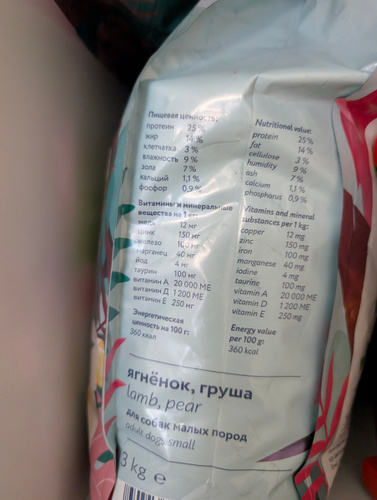 Пищевая ценность:
протеин 25 %
жир 14 %
клетчатка 3 %
влажность 9 %
зола 7 %
кальций 1,1 %
фосфор 0,9 %
Витамины и минеральные
вещества на 1 кг:
медь 12 мг
цинк 150 мг
железо 100 мг
марганец 40 мг
йод 4 мг
таурин 100 мг
витамин А 20 000 МЕ
витамин Д 1 200 МЕ
витамин Е 250 мг
Энергетическая
ценность на 100 г:
360 ккал
Nutritional value:
protein 25%
fat 14 %
cellulose 3 %
humidity 9 %
ash 7 %
calcium 1,1 %
phosphorus 0,9 %
Vitamins and mineral
substances per 1 kg:
copper 12 mg
zinc 150 mg
iron 100 mg
manganese 40 mg
iodine 4 mg
taurine 100 mg
vitamin A 20 000 ME
vitamin D 1 200 ME
vitamin E 250 mg
Energy value
per 100 g:
360 kcal
ягнёнок, груша
lamb, pear
для собак малых пород
adult dogs small
3 kg e